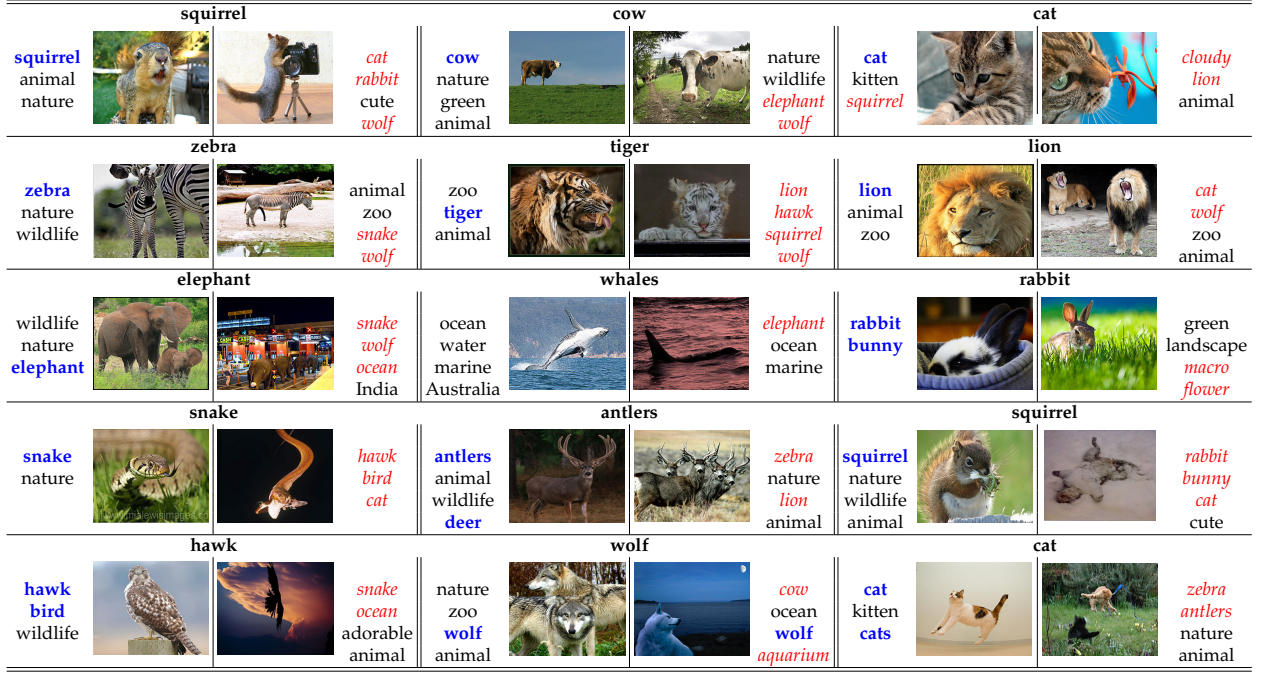 squirrel
cow
cat
squirrel
animal
nature
cat
rabbit
cute
wolf
cow
nature
green
animal
nature
wildlife
elephant
wolf
cat
kitten
squirrel
cloudy
lion
animal
zebra
tiger
lion
zebra
nature
wildlife
animal
zoo
snake
wolf
zoo
tiger
animal
lion
hawk
squirrel
wolf
lion
animal
zoo
cat
wolf
zoo
animal
elephant
whales
rabbit
wildlife
nature
elephant
snake
wolf
ocean
India
ocean
water
marine
Australia
elephant
ocean
marine
rabbit
bunny
green
landscape
macro
flower
snake
antlers
squirrel
snake
nature
hawk
bird
cat
antlers
animal
wildlife
deer
zebra
nature
lion
animal
squirrel
nature
wildlife
animal
rabbit
bunny
cat
cute
hawk
wolf
cat
hawk
bird
wildlife
snake
ocean
adorable
animal
nature
zoo
wolf
animal
cow
ocean
wolf
aquarium
cat
kitten
cats
zebra
antlers
nature
animal